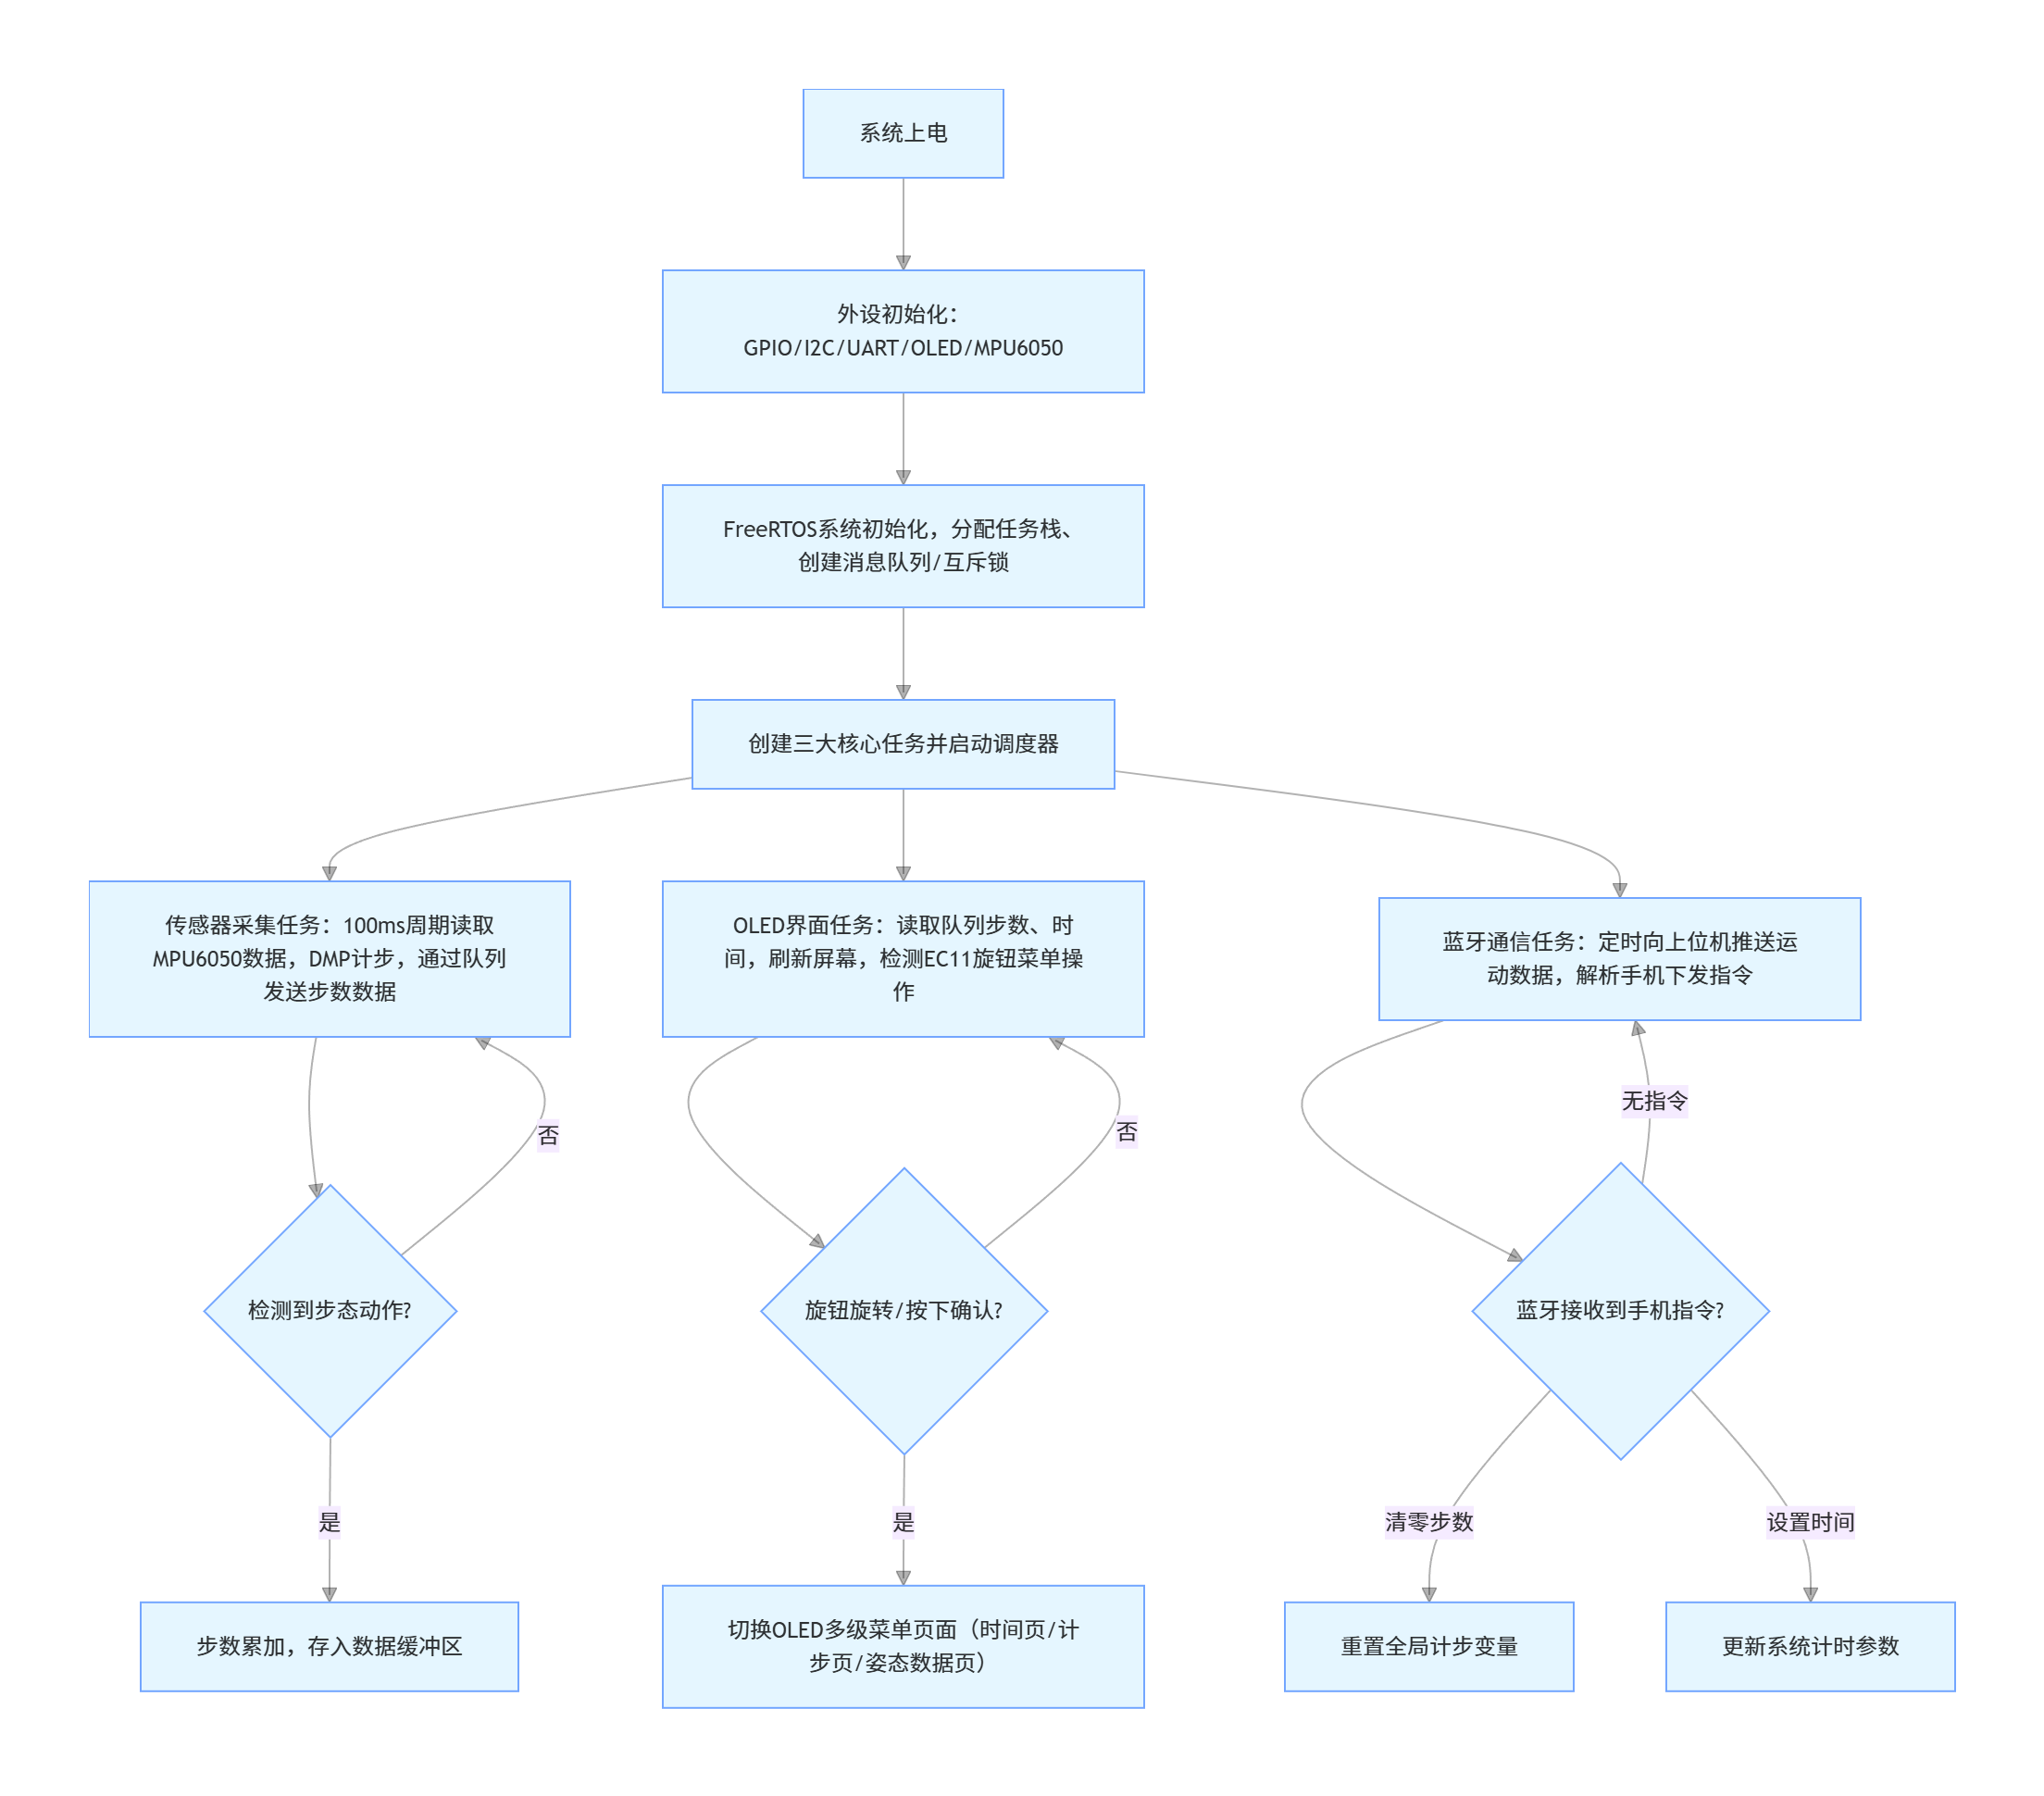 系统上电
外设初始化：
GPIO/I2C/UART/OLED/MPU6050
FreeRTOS系统初始化，分配任务栈、
创建消息队列/互斥锁
创建三大核心任务并启动调度器
传感器采集任务：100ms周期读取
MPU6050数据，DMP计步，通过队列
发送步数数据
OLED界面任务：读取队列步数、时
间，刷新屏幕，检测EC11旋钮菜单操
作
蓝牙通信任务：定时向上位机推送运
动数据，解析手机下发指令
否
否
无指令
检测到步态动作?
旋钮旋转/按下确认?
蓝牙接收到手机指令?
是
是
清零步数
设置时间
步数累加，存入数据缓冲区
切换OLED多级菜单页面（时间页/计
步页/姿态数据页）
重置全局计步变量
更新系统计时参数